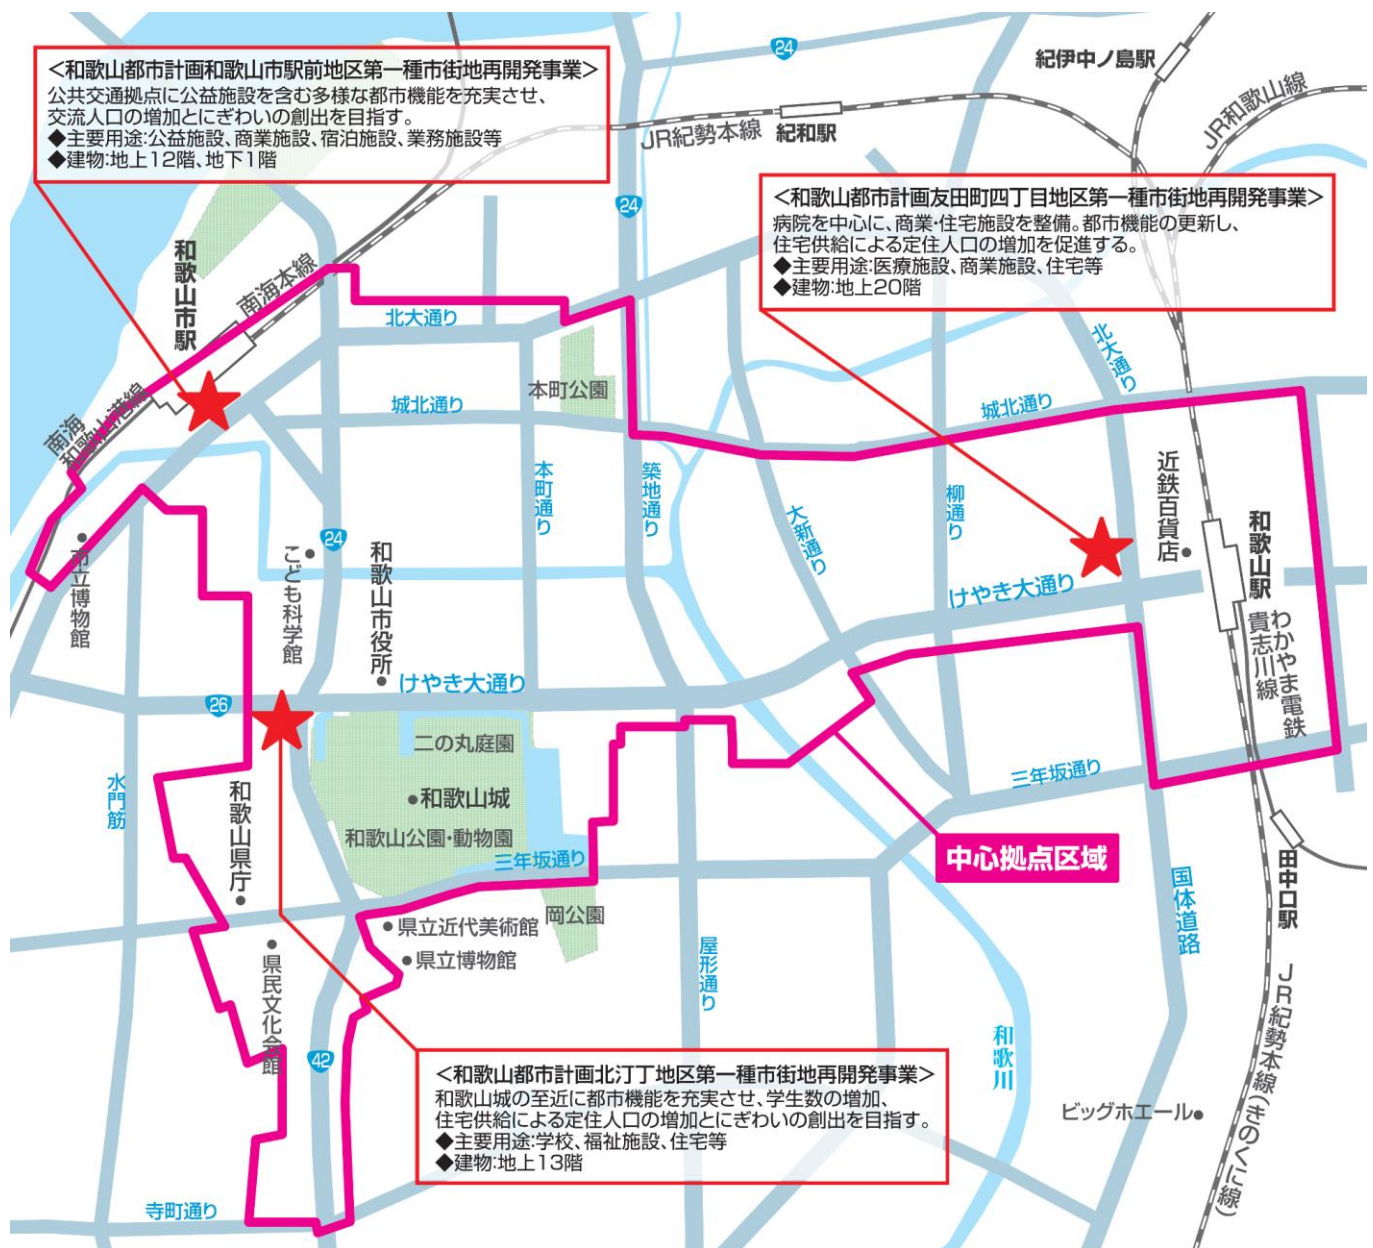 <和歌山都市計画和歌山市駅前地区第一種市街地再開発事業>
公共交通拠点に公益施設を含む多様な都市機能を充実させ、
交流人口の増加とにぎわいの創出を目指す。
◆主要用途:公益施設、商業施設、宿泊施設、業務施設等
◆建物:地上12階、地下1階
24
紀伊中ノ島駅
JR和歌山線
JR紀勢本線
紀和駅
<和歌山都市計画友田町四丁目地区第一種市街地再開発事業>
病院を中心に、商業・住宅施設を整備。都市機能の更新し、
住宅供給による定住人口の増加を促進する。
◆主要用途:医療施設、商業施設、住宅等
◆建物:地上20階
24
和歌山市駅
南海本線
北大通り
北大通り
本町公園
城北通り
城北通り
南海
和歌山港線
本町通り
築地通り
大新通り
柳通り
近鉄百貨店
和歌山駅
わかやま電鉄
貴志川線
24
こども科学館
和歌山市役所
市立博物館
けやき大通り
けやき大通り
26
二の丸庭園
和歌山城
和歌山公園・動物園
三年坂通り
三年坂通り
水門筋
和歌山県庁
中心拠点区域
田中口駅
国体道路
岡公園
県立近代美術館
県立博物館
県民文化会館
屋形通り
和歌川
JR紀勢本線(きのくに線)
42
ビッグホエール
<和歌山都市計画北汀丁地区第一種市街地再開発事業>
和歌山城の至近に都市機能を充実させ、学生数の増加、
住宅供給による定住人口の増加とにぎわいの創出を目指す。
◆主要用途:学校、福祉施設、住宅等
◆建物:地上13階
寺町通り